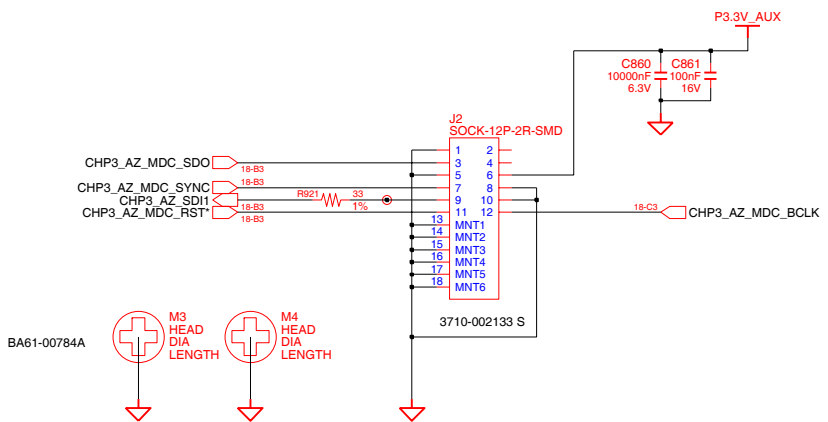 P3.3V_AUX
C860
10000nF
6.3V
C861
100nF
16V
J2
SOCK-12P-2R-SMD
1 2
CHP3_AZ_MDC_SDO 18-B3 3 4
5 6
CHP3_AZ_MDC_SYNC 18-B3 7 8
CHP3_AZ_SDI1 18-B3 R921 33 1% 9 10
CHP3_AZ_MDC_RST* 18-B3 11 12 18-C3 CHP3_AZ_MDC_BCLK
13 MNT1
14 MNT2
15 MNT3
16 MNT4
17 MNT5
18 MNT6
3710-002133 S
BA61-00784A
M3
HEAD
DIA
LENGTH
M4
HEAD
DIA
LENGTH